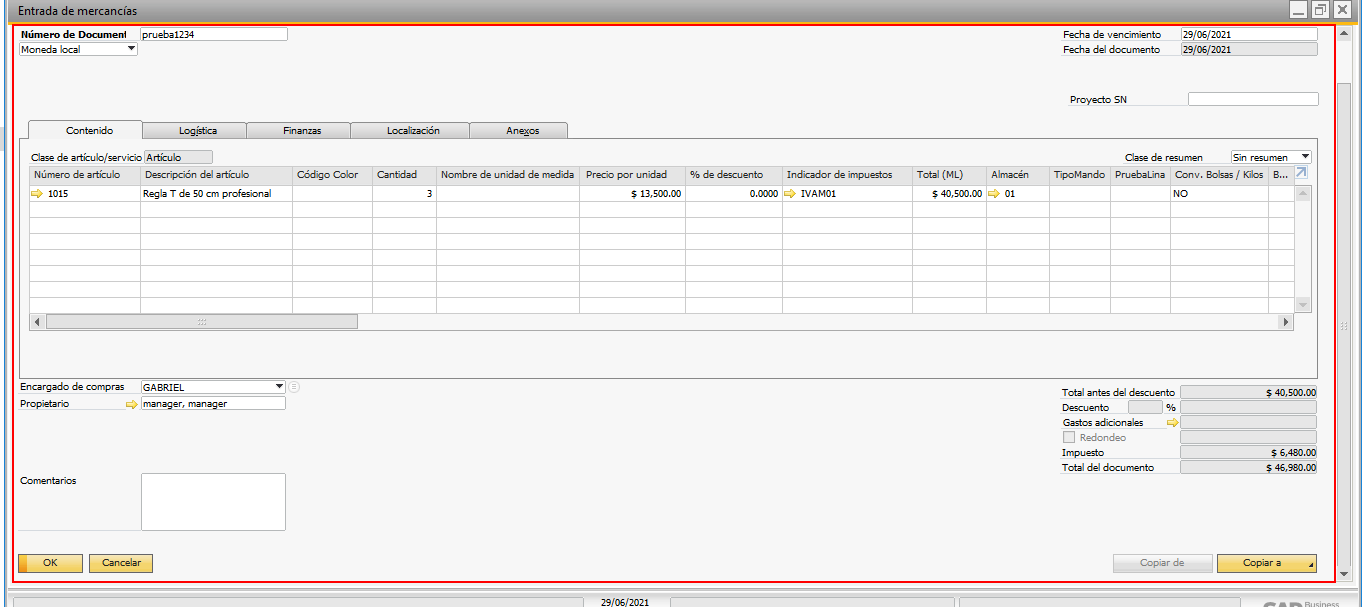 Entrada de mercancías
Número de Document prueba1234 Fecha de vencimiento 29/06/2021
Moneda local Fecha del documento 29/06/2021
Proyecto SN
Contenido Logística Finanzas Localización Anexos
Clase de artículo/servicio Artículo Clase de resumen Sin resumen
Número de artículo Descripción del artículo Código Color Cantidad Nombre de unidad de medida Precio por unidad % de descuento Indicador de impuestos Total (ML) Almacén TipoMando PruebaLina Conv. Bolsas / Kilos B...
1015 Regla T de 50 cm profesional 3 $ 13,500.00 0.0000 IVAM01 $ 40,500.00 01 NO
Encargado de compras GABRIEL
Propietario manager, manager
Total antes del descuento $ 40,500.00
Descuento %
Gastos adicionales
Redondeo
Impuesto $ 6,480.00
Total del documento $ 46,980.00
Comentarios
OK Cancelar Copiar de Copiar a
29/06/2021 Business